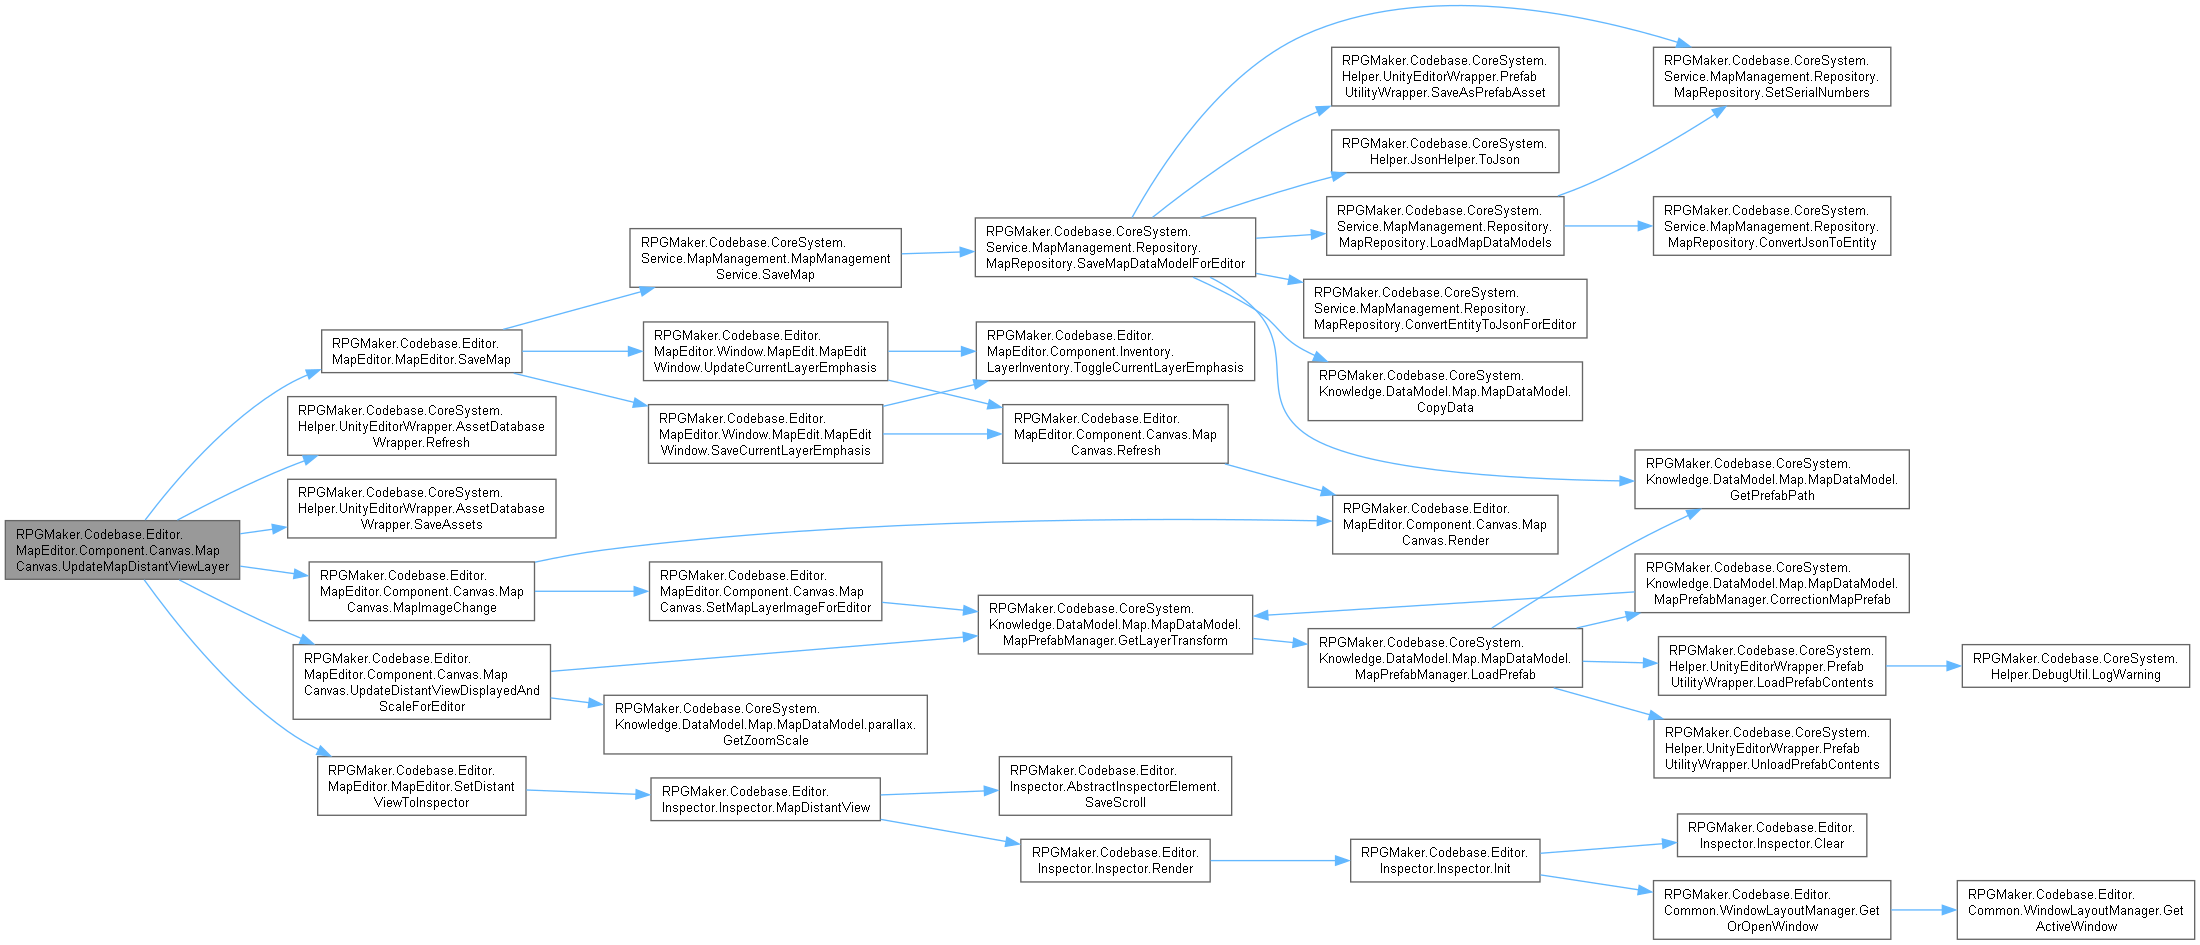 RPGMaker.Codebase.Editor.
MapEditor.Component.Canvas.Map
Canvas.UpdateMapDistantViewLayer
RPGMaker.Codebase.Editor.
MapEditor.MapEditor.SaveMap
RPGMaker.Codebase.CoreSystem.
Helper.UnityEditorWrapper.AssetDatabase
Wrapper.Refresh
RPGMaker.Codebase.CoreSystem.
Helper.UnityEditorWrapper.AssetDatabase
Wrapper.SaveAssets
RPGMaker.Codebase.Editor.
MapEditor.Component.Canvas.Map
Canvas.MapImageChange
RPGMaker.Codebase.Editor.
MapEditor.Component.Canvas.Map
Canvas.UpdateDistantViewDisplayedAnd
ScaleForEditor
RPGMaker.Codebase.Editor.
MapEditor.MapEditor.SetDistant
ViewToInspector
RPGMaker.Codebase.CoreSystem.
Service.MapManagement.MapManagement
Service.SaveMap
RPGMaker.Codebase.Editor.
MapEditor.Window.MapEdit.MapEdit
Window.UpdateCurrentLayerEmphasis
RPGMaker.Codebase.Editor.
MapEditor.Window.MapEdit.MapEdit
Window.SaveCurrentLayerEmphasis
RPGMaker.Codebase.Editor.
MapEditor.Component.Canvas.Map
Canvas.SetMapLayerImageForEditor
RPGMaker.Codebase.CoreSystem.
Knowledge.DataModel.Map.MapDataModel.parallax.
GetZoomScale
RPGMaker.Codebase.Editor.
Inspector.Inspector.MapDistantView
RPGMaker.Codebase.CoreSystem.
Service.MapManagement.Repository.
MapRepository.SaveMapDataModelForEditor
RPGMaker.Codebase.Editor.
MapEditor.Component.Inventory.
LayerInventory.ToggleCurrentLayerEmphasis
RPGMaker.Codebase.Editor.
MapEditor.Component.Canvas.Map
Canvas.Refresh
RPGMaker.Codebase.CoreSystem.
Knowledge.DataModel.Map.MapDataModel.
MapPrefabManager.GetLayerTransform
RPGMaker.Codebase.Editor.
Inspector.AbstractInspectorElement.
SaveScroll
RPGMaker.Codebase.Editor.
Inspector.Inspector.Render
RPGMaker.Codebase.CoreSystem.
Helper.UnityEditorWrapper.Prefab
UtilityWrapper.SaveAsPrefabAsset
RPGMaker.Codebase.CoreSystem.
Helper.JsonHelper.ToJson
RPGMaker.Codebase.CoreSystem.
Service.MapManagement.Repository.
MapRepository.LoadMapDataModels
RPGMaker.Codebase.CoreSystem.
Service.MapManagement.Repository.
MapRepository.ConvertEntityToJsonForEditor
RPGMaker.Codebase.CoreSystem.
Knowledge.DataModel.Map.MapDataModel.
CopyData
RPGMaker.Codebase.Editor.
MapEditor.Component.Canvas.Map
Canvas.Render
RPGMaker.Codebase.CoreSystem.
Knowledge.DataModel.Map.MapDataModel.
MapPrefabManager.LoadPrefab
RPGMaker.Codebase.Editor.
Inspector.Inspector.Init
RPGMaker.Codebase.CoreSystem.
Service.MapManagement.Repository.
MapRepository.SetSerialNumbers
RPGMaker.Codebase.CoreSystem.
Service.MapManagement.Repository.
MapRepository.ConvertJsonToEntity
RPGMaker.Codebase.CoreSystem.
Knowledge.DataModel.Map.MapDataModel.
GetPrefabPath
RPGMaker.Codebase.CoreSystem.
Knowledge.DataModel.Map.MapDataModel.
MapPrefabManager.CorrectionMapPrefab
RPGMaker.Codebase.CoreSystem.
Helper.UnityEditorWrapper.Prefab
UtilityWrapper.LoadPrefabContents
RPGMaker.Codebase.CoreSystem.
Helper.UnityEditorWrapper.Prefab
UtilityWrapper.UnloadPrefabContents
RPGMaker.Codebase.Editor.
Inspector.Inspector.Clear
RPGMaker.Codebase.Editor.
Common.WindowLayoutManager.Get
OrOpenWindow
RPGMaker.Codebase.CoreSystem.
Helper.DebugUtil.LogWarning
RPGMaker.Codebase.Editor.
Common.WindowLayoutManager.Get
ActiveWindow